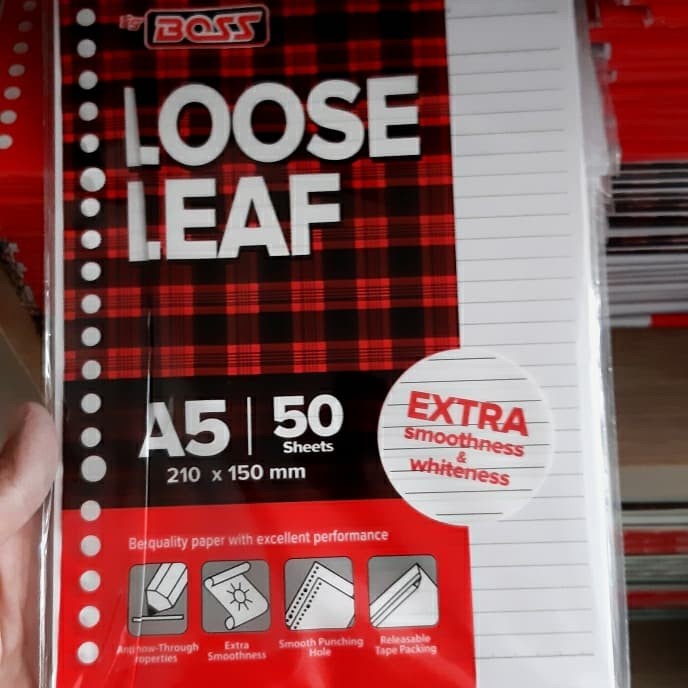 BOSS
LOOSE
LEAF
A5 | 50
Sheets
210 x 150 mm
EXTRA
smoothness
&
whiteness
quality paper with excellent performance
Extra
Smoothness
Smooth Punching
Hole
Releasable
Tape Packing